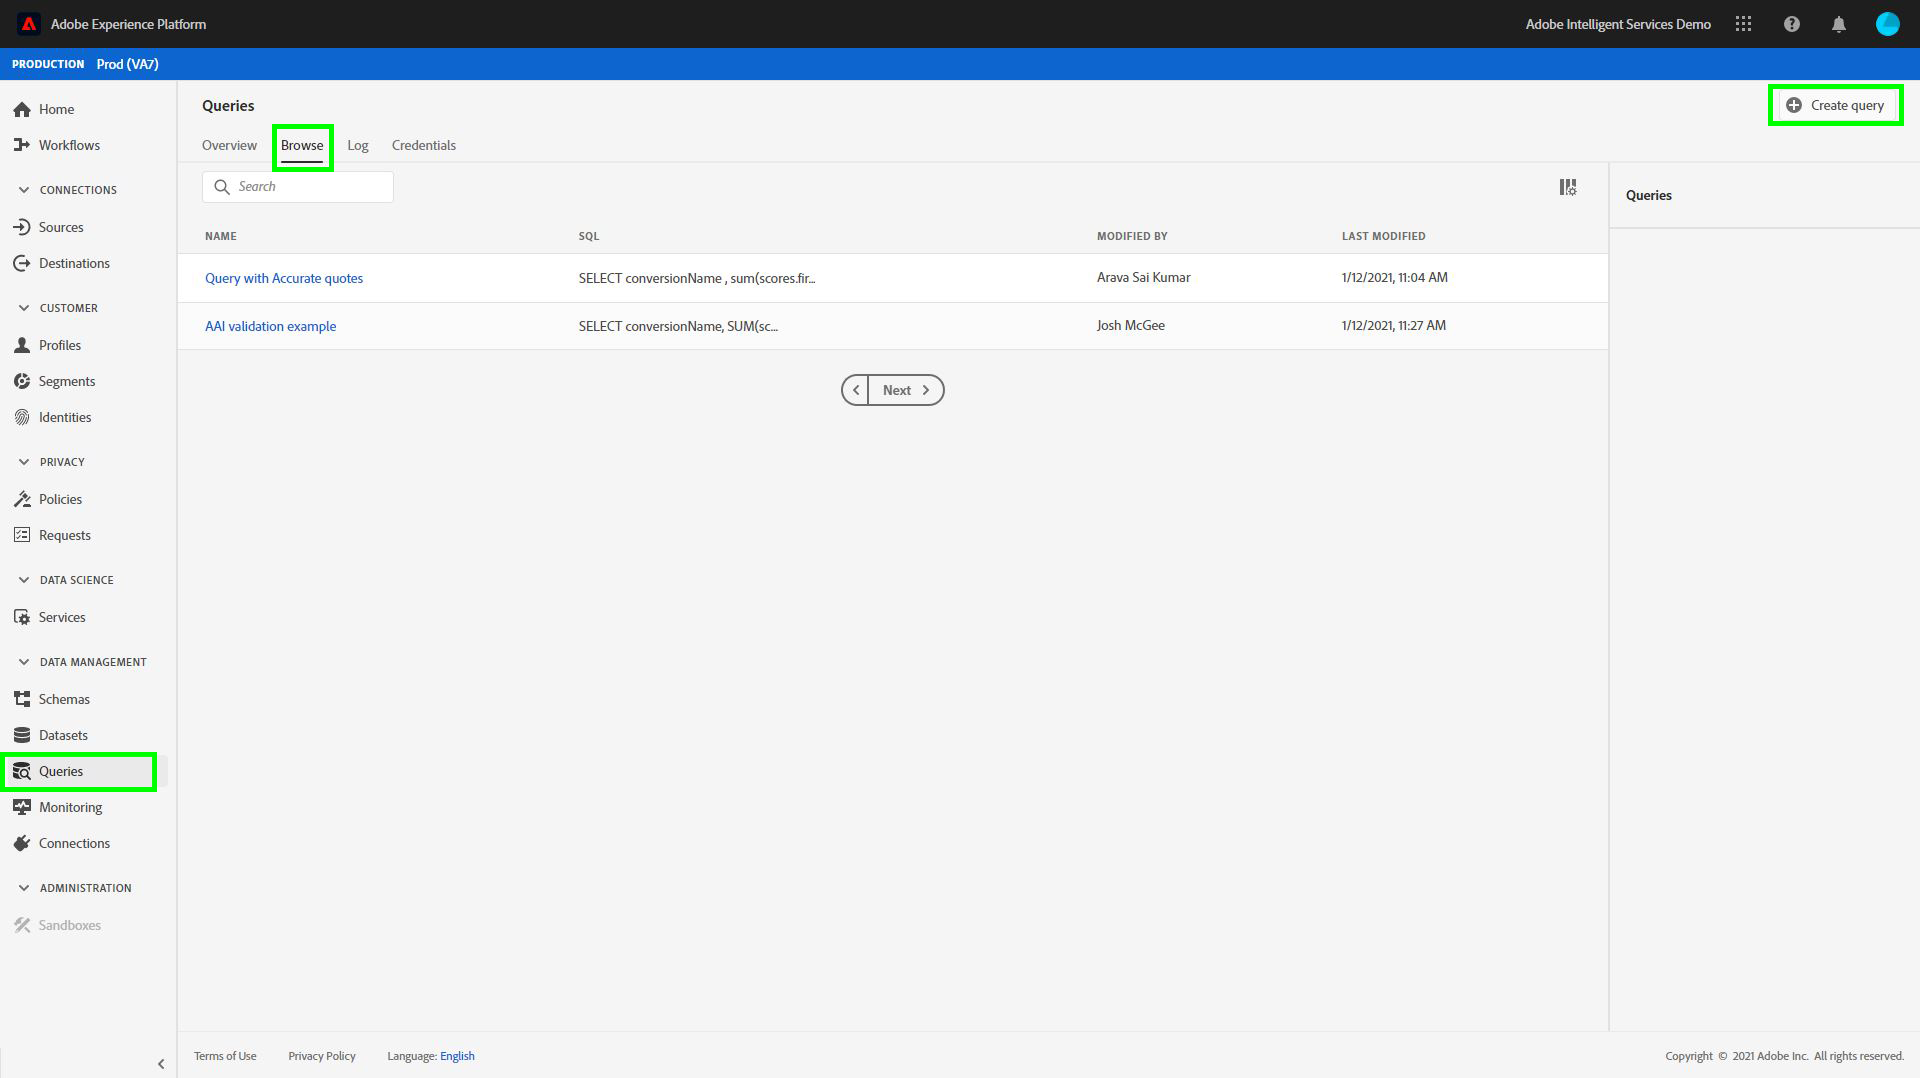 Adobe Experience Platform
Adobe Intelligent Services Demo
PRODUCTION Prod (VA7)
Home
Workflows
CONNECTIONS
Sources
Destinations
CUSTOMER
Profiles
Segments
Identities
PRIVACY
Policies
Requests
DATA SCIENCE
Services
DATA MANAGEMENT
Schemas
Datasets
Queries
Monitoring
Connections
ADMINISTRATION
Sandboxes
Queries
Create query
Overview Browse Log Credentials
Search
NAME SQL MODIFIED BY LAST MODIFIED
Query with Accurate quotes SELECT conversionName , sum(scores.fir... Arava Sai Kumar 1/12/2021, 11:04 AM
AAI validation example SELECT conversionName, SUM(sc... Josh McGee 1/12/2021, 11:27 AM
Next
Queries
Terms of Use Privacy Policy Language: English
Copyright © 2021 Adobe Inc. All rights reserved.